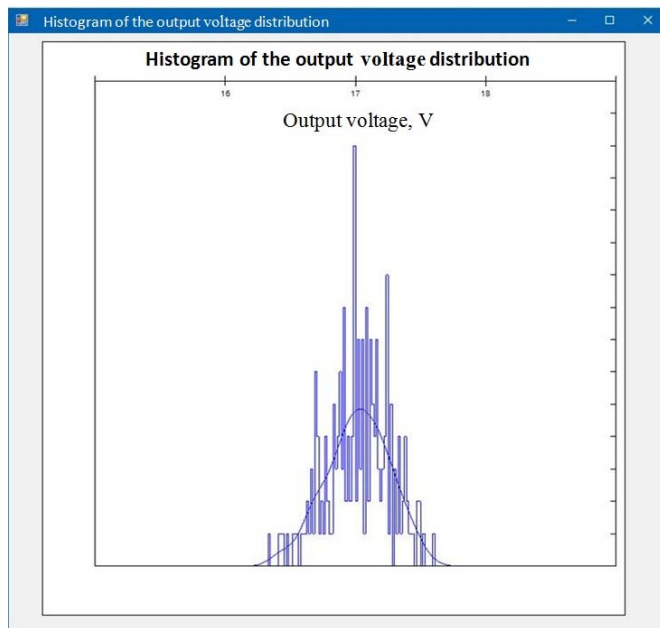 Histogram of the output voltage distribution
Histogram of the output voltage distribution
16 17 18
Output voltage, V